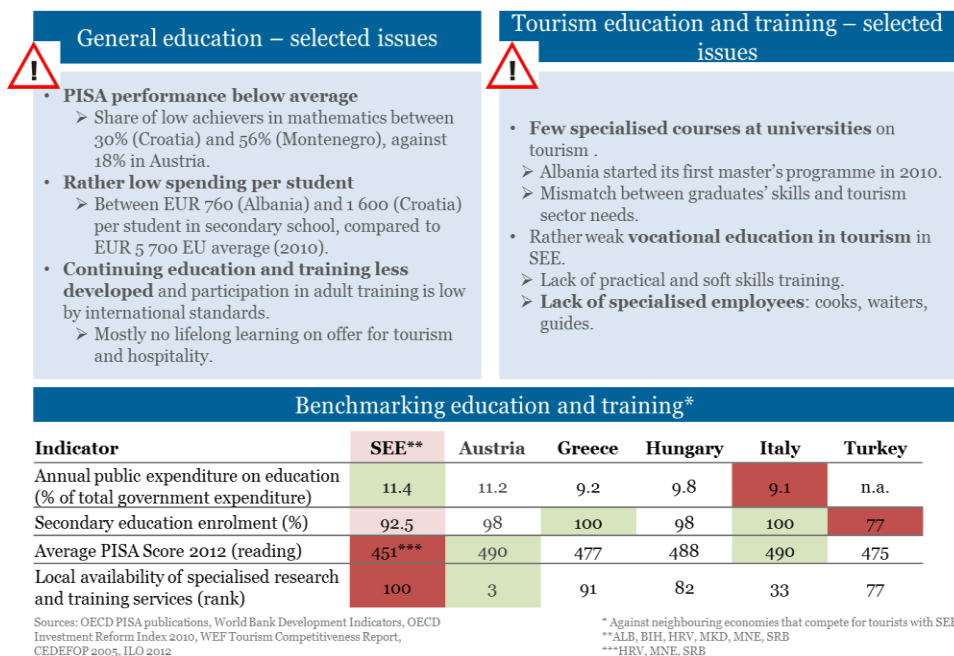 General education – selected issues
!
• PISA performance below average
➢ Share of low achievers in mathematics between
30% (Croatia) and 56% (Montenegro), against
18% in Austria.
• Rather low spending per student
➢ Between EUR 760 (Albania) and 1 600 (Croatia)
per student in secondary school, compared to
EUR 5 700 EU average (2010).
• Continuing education and training less
developed and participation in adult training is low
by international standards.
➢ Mostly no lifelong learning on offer for tourism
and hospitality.
Tourism education and training – selected
issues
!
• Few specialised courses at universities on
tourism .
➢ Albania started its first master's programme in 2010.
➢ Mismatch between graduates' skills and tourism
sector needs.
• Rather weak vocational education in tourism in
SEE.
➢ Lack of practical and soft skills training.
➢ Lack of specialised employees: cooks, waiters,
guides.
Benchmarking education and training*
Indicator SEE** Austria Greece Hungary Italy Turkey
Annual public expenditure on education
(% of total government expenditure) 11.4 11.2 9.2 9.8 9.1 n.a.
Secondary education enrolment (%) 92.5 98 100 98 100 77
Average PISA Score 2012 (reading) 451*** 490 477 488 490 475
Local availability of specialised research
and training services (rank) 100 3 91 82 33 77
Sources: OECD PISA publications, World Bank Development Indicators, OECD
Investment Reform Index 2010, WEF Tourism Competitiveness Report,
CEDEFOP 2005, ILO 2012
* Against neighbouring economies that compete for tourists with SEE
**ALB, BIH, HRV, MKD, MNE, SRB
***HRV, MNE, SRB